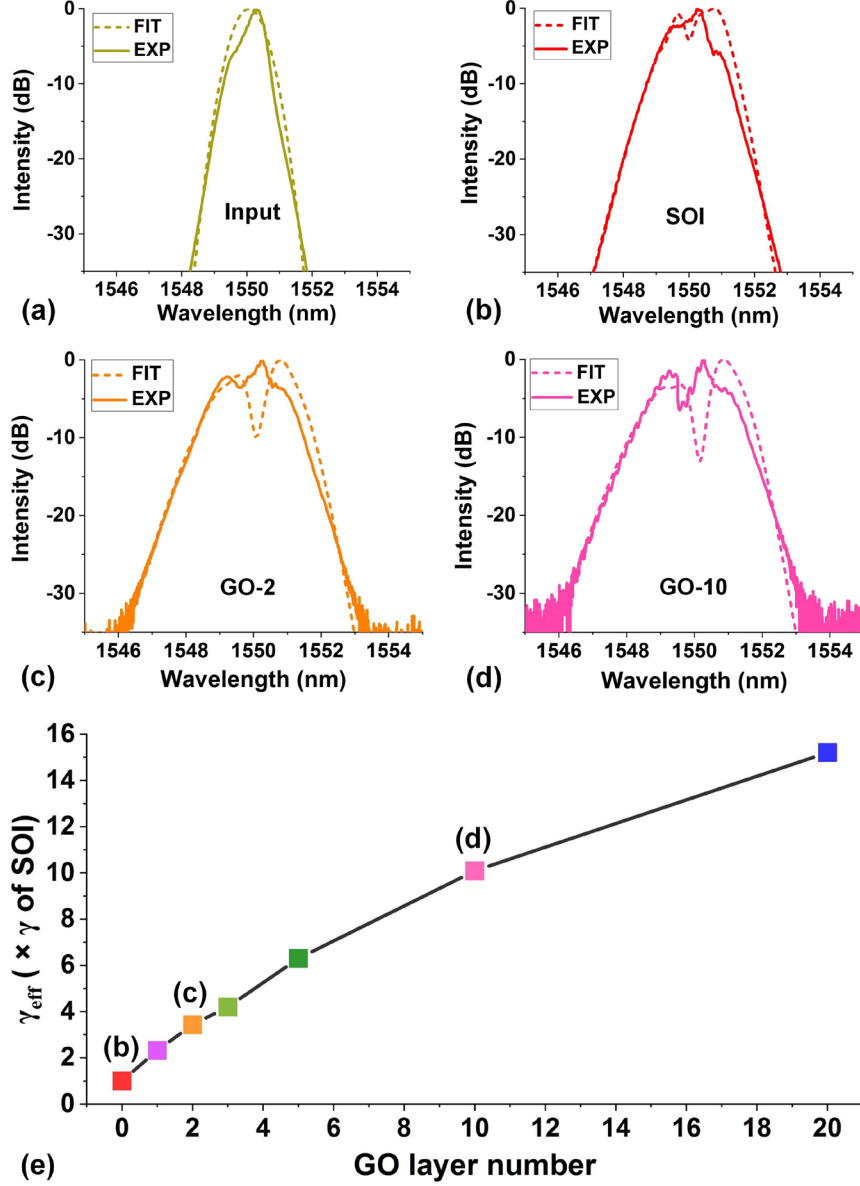 0
-10
-20
-30
Intensity (dB)
FIT
EXP
Input
1546 1548 1550 1552 1554
Wavelength (nm)
(a)
0
-10
-20
-30
Intensity (dB)
FIT
EXP
SOI
1546 1548 1550 1552 1554
Wavelength (nm)
(b)
0
-10
-20
-30
Intensity (dB)
FIT
EXP
GO-2
1546 1548 1550 1552 1554
Wavelength (nm)
(c)
0
-10
-20
-30
Intensity (dB)
FIT
EXP
GO-10
1546 1548 1550 1552 1554
Wavelength (nm)
(d)
16
14
12
10
8
6
4
2
0
γeff ( × γ of SOI)
(b)
(c)
(d)
0 2 4 6 8 10 12 14 16 18 20
GO layer number
(e)